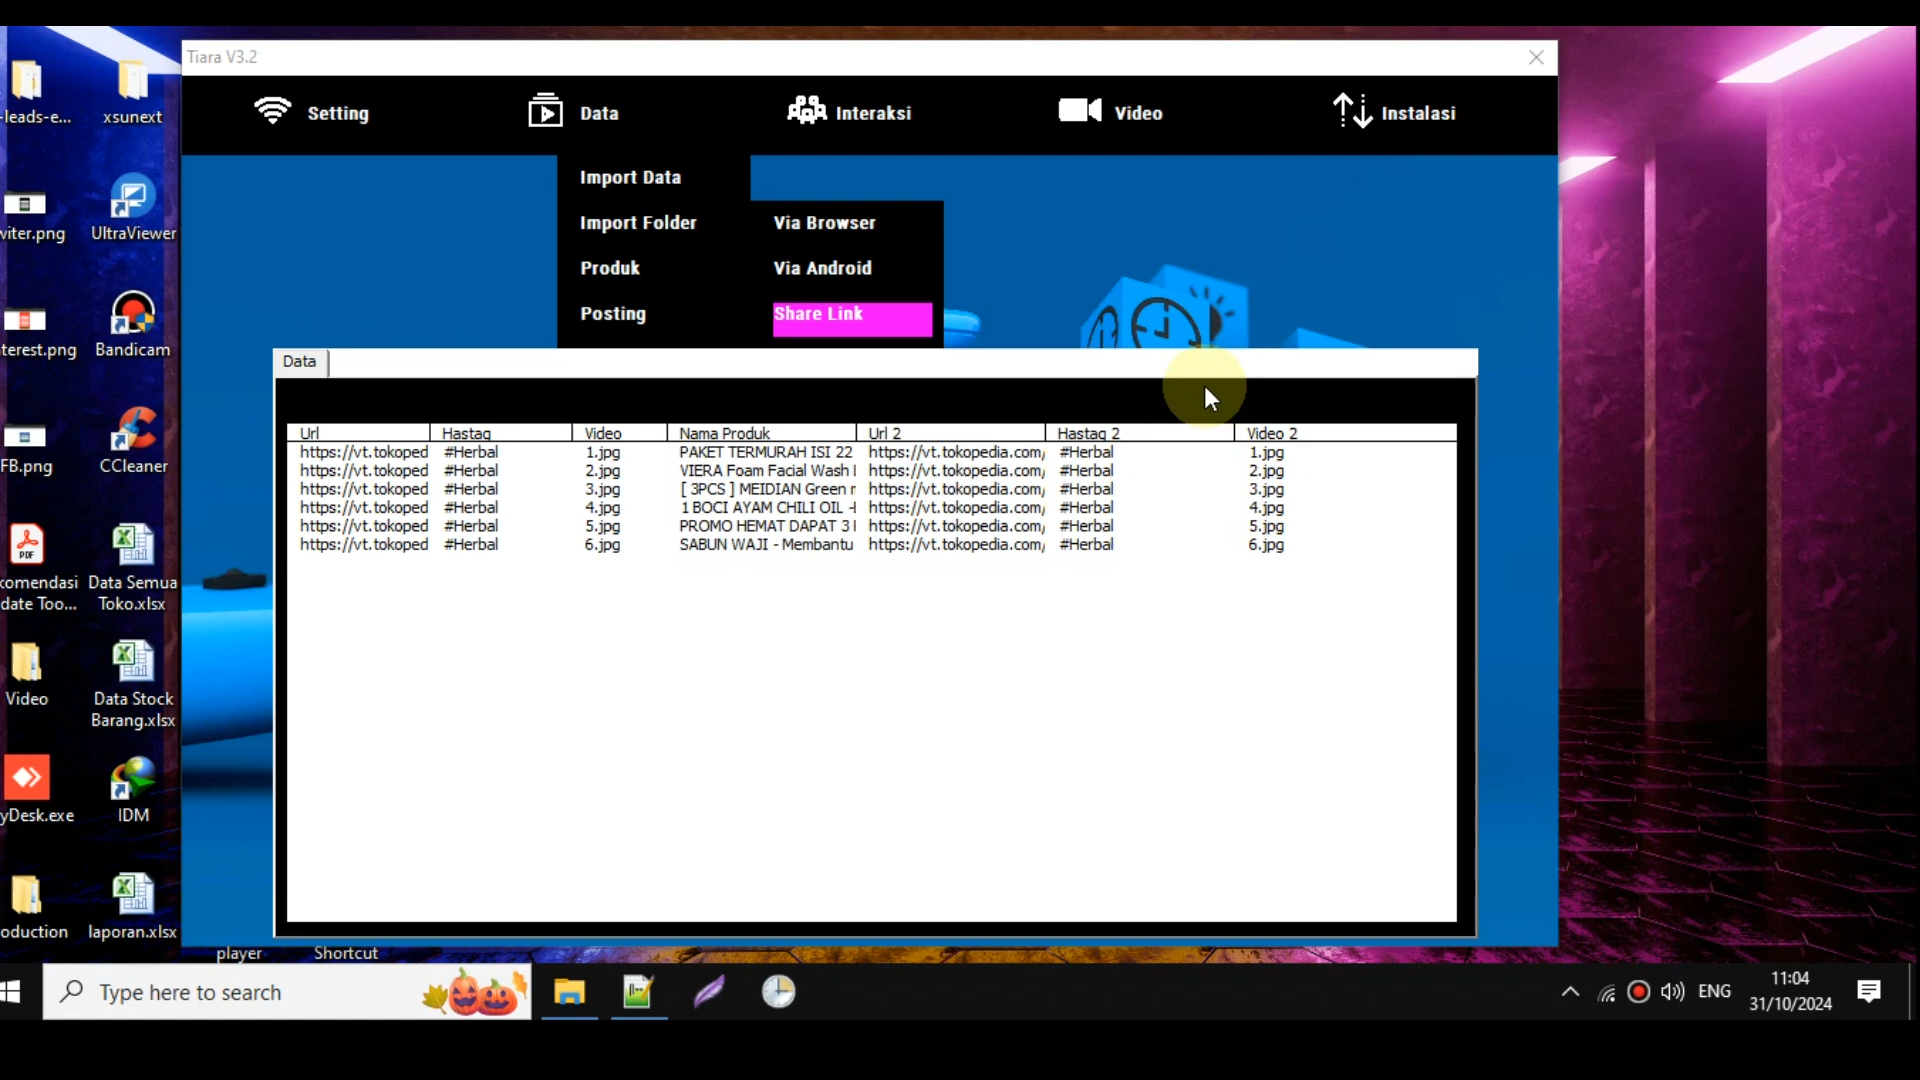 Tiara V3.2
Setting Data Interaksi Video Instalasi
Import Data
Import Folder Via Browser
Produk Via Android
Posting Share Link
Data
Url Hastag Video Nama Produk Url 2 Hastag 2 Video 2
https://vt.tokoped #Herbal 1.jpg PAKET TERMURAH ISI 22 https://vt.tokopedia.com/ #Herbal 1.jpg
https://vt.tokoped #Herbal 2.jpg VIERA Foam Facial Wash https://vt.tokopedia.com/ #Herbal 2.jpg
https://vt.tokoped #Herbal 3.jpg [ 3PCS ] MEIDIAN Green https://vt.tokopedia.com/ #Herbal 3.jpg
https://vt.tokoped #Herbal 4.jpg 1 BOCI AYAM CHILI OIL - https://vt.tokopedia.com/ #Herbal 4.jpg
https://vt.tokoped #Herbal 5.jpg PROMO HEMAT DAPAT 3 https://vt.tokopedia.com/ #Herbal 5.jpg
https://vt.tokoped #Herbal 6.jpg SABUN WAJI - Membantu https://vt.tokopedia.com/ #Herbal 6.jpg
-leads-e... xsunext
witer.png UltraViewer
terest.png Bandicam
FB.png CCleaner
PDF
komendasi Data Semua
date Too... Toko.xlsx
Video Data Stock
Barang.xlsx
yDesk.exe IDM
oduction laporan.xlsx
player Shortcut
Type here to search
ENG
11:04
31/10/2024